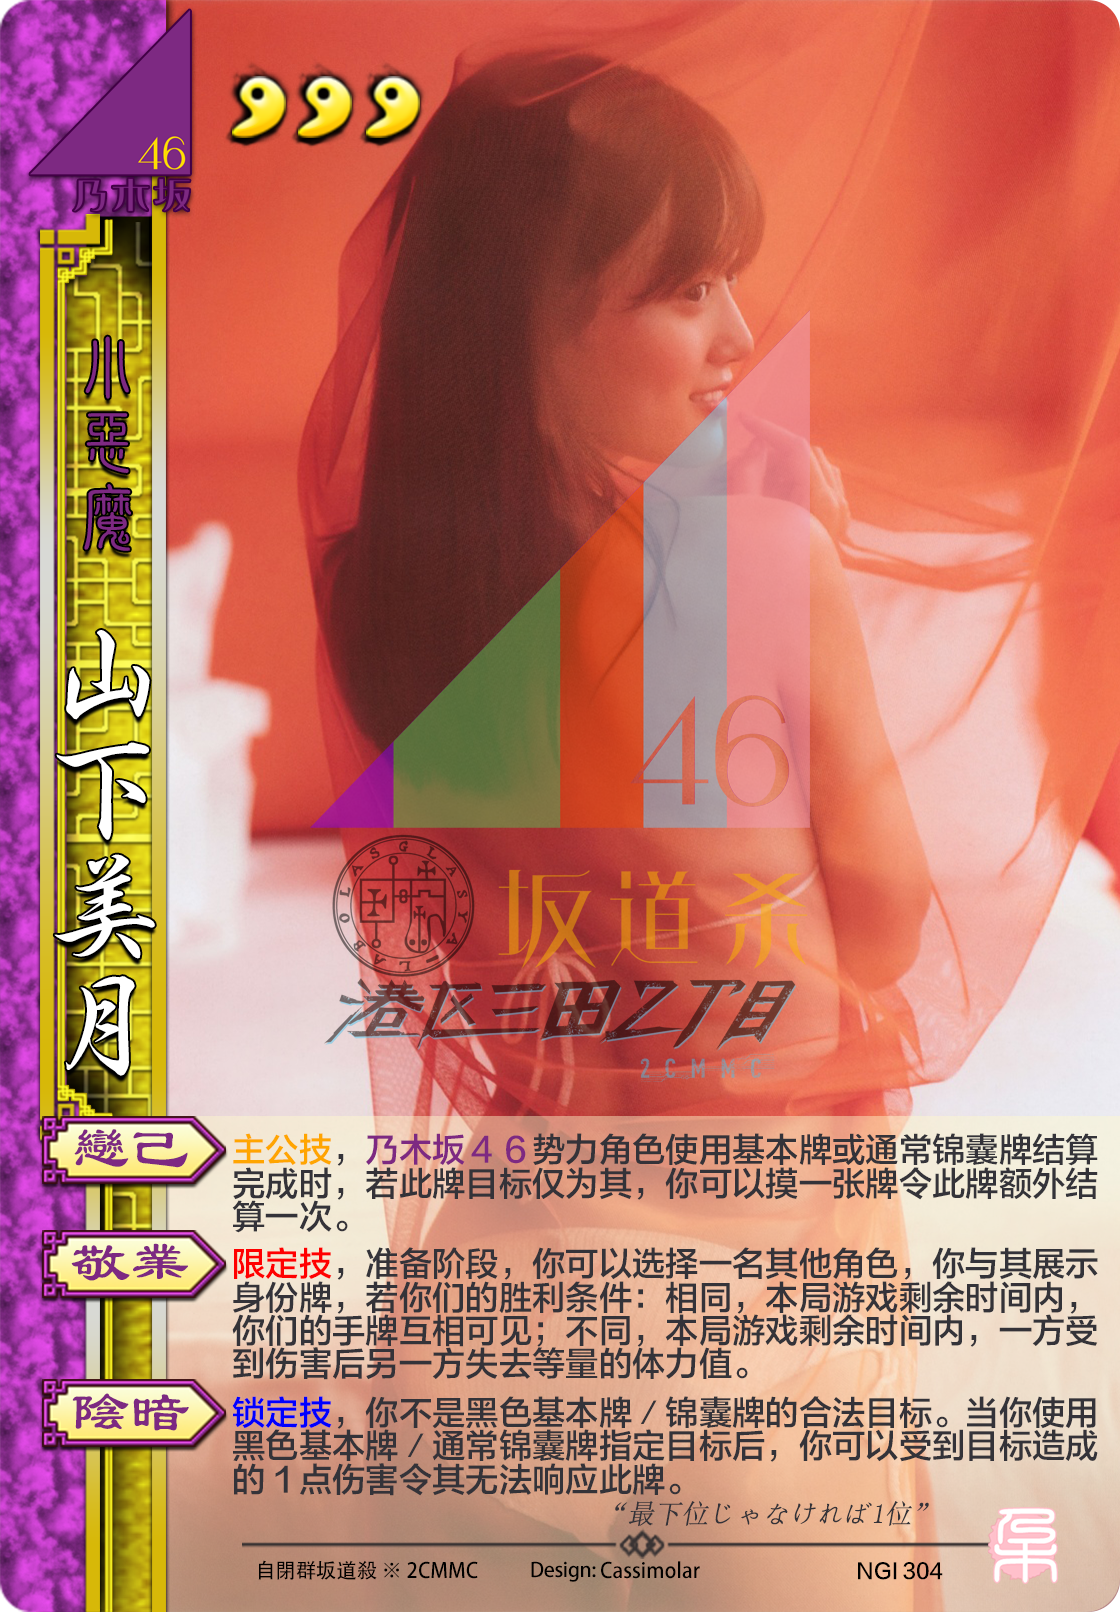 46
乃木坂
小惡魔
山下美月
46
GLASYALABOLAS
坂道杀
港区三田2丁目
2CMMC
變己
主公技，乃木坂４６势力角色使用基本牌或通常锦囊牌结算
完成时，若此牌目标仅为其，你可以摸一张牌令此牌额外结
算一次。
敬業
限定技，准备阶段，你可以选择一名其他角色，你与其展示
身份牌，若你们的胜利条件：相同，本局游戏剩余时间内，
你们的手牌互相可见；不同，本局游戏剩余时间内，一方受
到伤害后另一方失去等量的体力值。
陰暗
锁定技，你不是黑色基本牌／锦囊牌的合法目标。当你使用
黑色基本牌／通常锦囊牌指定目标后，你可以受到目标造成
的１点伤害令其无法响应此牌。
“最下位じゃなければ1位”
自閉群坂道殺 ※ 2CMMC Design: Cassimolar NGI 304